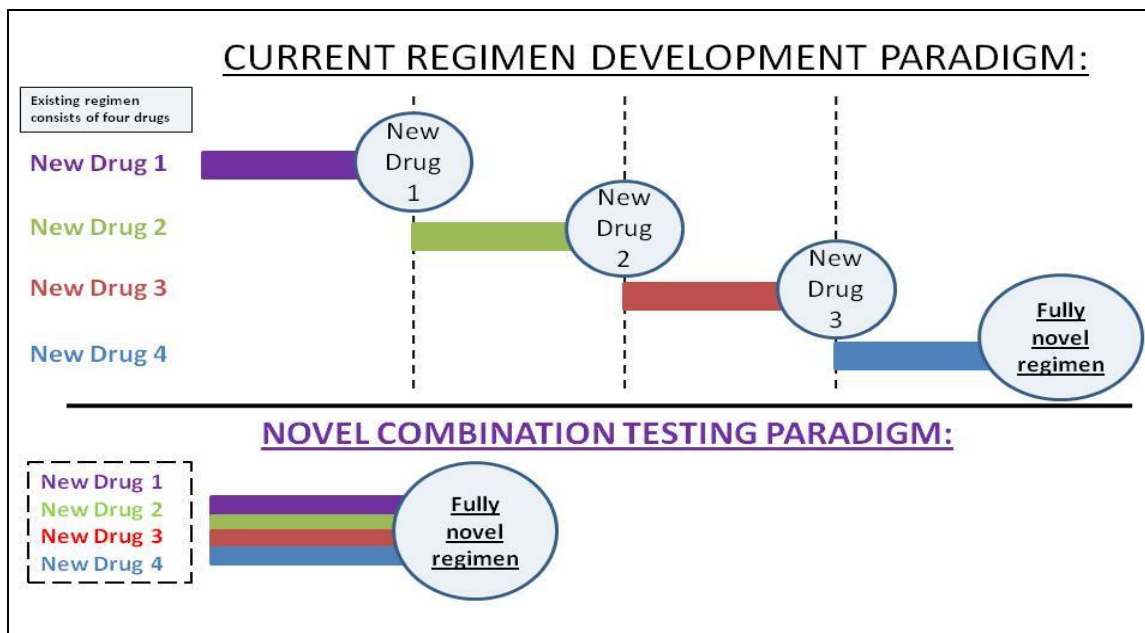 CURRENT REGIMEN DEVELOPMENT PARADIGM:
Existing regimen
consists of four drugs
New Drug 1
New
Drug
1
New Drug 2
New
Drug
2
New Drug 3
New
Drug
3
New Drug 4
Fully
novel
regimen
NOVEL COMBINATION TESTING PARADIGM:
New Drug 1
New Drug 2
New Drug 3
New Drug 4
Fully
novel
regimen